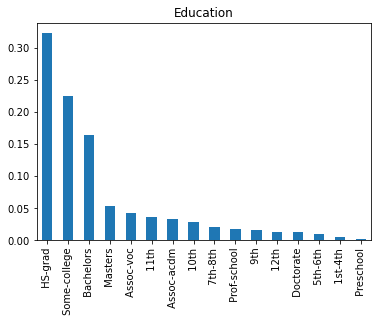 Education
0.30
0.25
0.20
0.15
0.10
0.05
0.00
HS-grad
Some-college
Bachelors
Masters
Assoc-voc
11th
Assoc-acdm
10th
7th-8th
Prof-school
9th
12th
Doctorate
5th-6th
1st-4th
Preschool